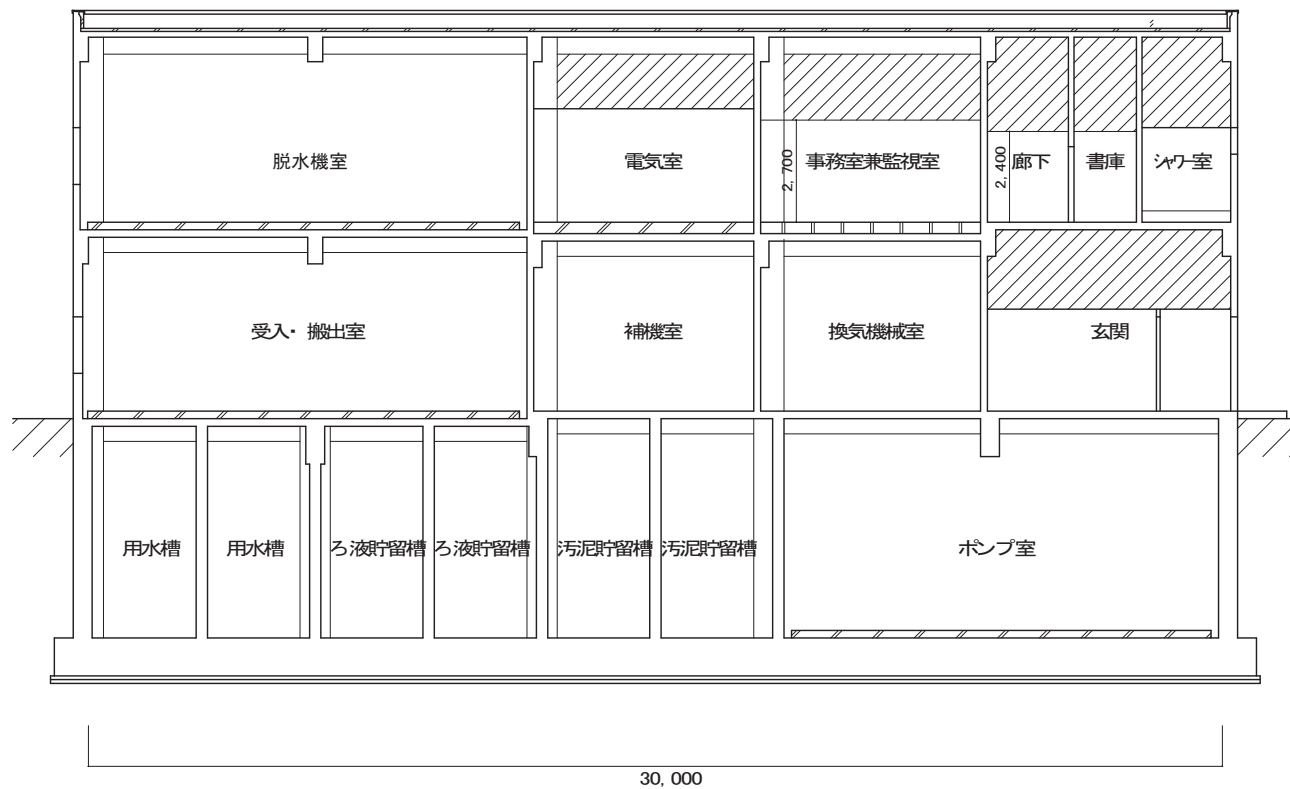 脱水機室
電気室
2,700
事務室兼監視室
2,400
廊下
書庫
シャワー室
受入・搬出室
補機室
換気機械室
玄関
用水槽
用水槽
ろ液貯留槽
ろ液貯留槽
汚泥貯留槽
汚泥貯留槽
ポンプ室
30,000